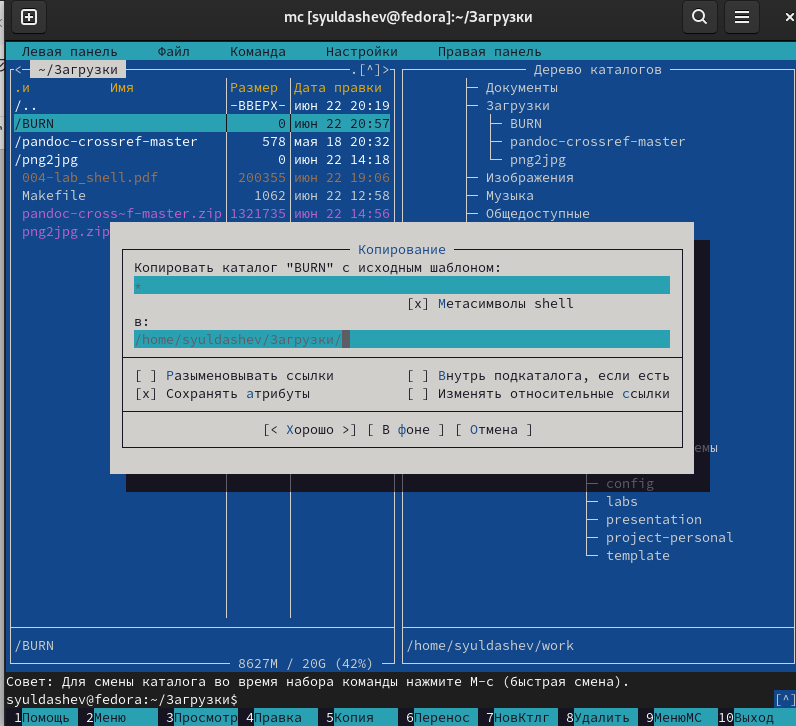 mc [syuldashev@fedora]:~/Загрузки
Левая панель Файл Команда Настройки Правая панель
<─ ~/Загрузки .[^]> Дерево каталогов
.и Имя Размер Дата правки Документы
/.. -ВВЕРХ- июн 22 20:19 Загрузки
/BURN 0 июн 22 20:57 BURN
/pandoc-crossref-master 578 мая 18 20:32 pandoc-crossref-master
/png2jpg 0 июн 22 14:18 png2jpg
004-lab_shell.pdf 200355 июн 22 19:06 Изображения
Makefile 1062 июн 22 12:58 Музыка
pandoc-cross~f-master.zip 1321735 июн 22 14:56 Общедоступные
png2jpg.zip
Копирование
Копировать каталог "BURN" с исходным шаблоном:
*
[x] Метасимволы shell
в:
/home/syuldashev/Загрузки/
[ ] Разыменовывать ссылки [ ] Внутрь подкаталога, если есть
[x] Сохранять атрибуты [ ] Изменять относительные ссылки
[< Хорошо >] [ В фоне ] [ Отмена ]
емы
config
labs
presentation
project-personal
template
/BURN /home/syuldashev/work
8627M / 20G (42%)
Совет: Для смены каталога во время набора команды нажмите M-c (быстрая смена).
syuldashev@fedora:~/Загрузки$ [^]
1Помощь 2Меню 3Просмотр 4Правка 5Копия 6Перенос 7НовКтлг 8Удалить 9МенюМС 10Выход